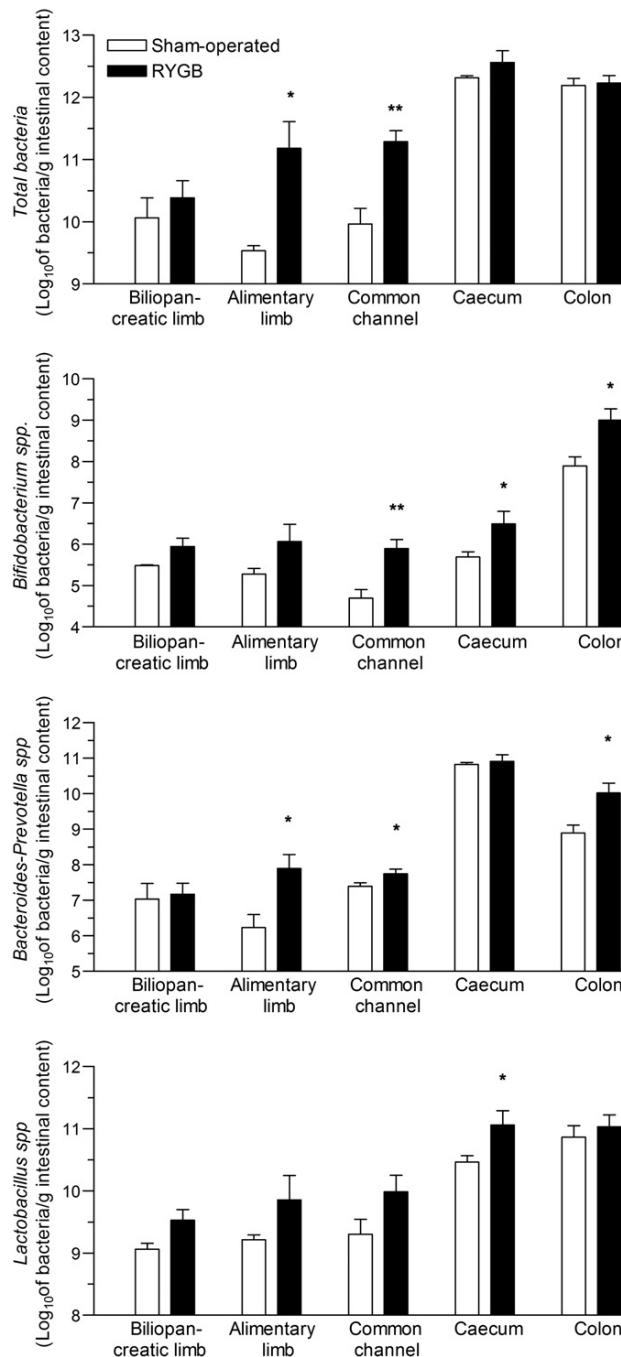 Sham-operated
RYGB
Total bacteria
(Log10of bacteria/g intestinal content)
13
12
11
10
9
*
**
Biliopan-
creatic limb
Alimentary
limb
Common
channel
Caecum
Colon
Bifidobacterium spp.
(Log10of bacteria/g intestinal content)
10
9
8
7
6
5
4
**
*
*
Biliopan-
creatic limb
Alimentary
limb
Common
channel
Caecum
Colon
Bacteroides-Prevotella spp
(Log10of bacteria/g intestinal content)
11
10
9
8
7
6
5
*
*
*
Biliopan-
creatic limb
Alimentary
limb
Common
channel
Caecum
Colon
Lactobacillus spp
(Log10of bacteria/g intestinal content)
12
11
10
9
8
*
Biliopan-
creatic limb
Alimentary
limb
Common
channel
Caecum
Colon